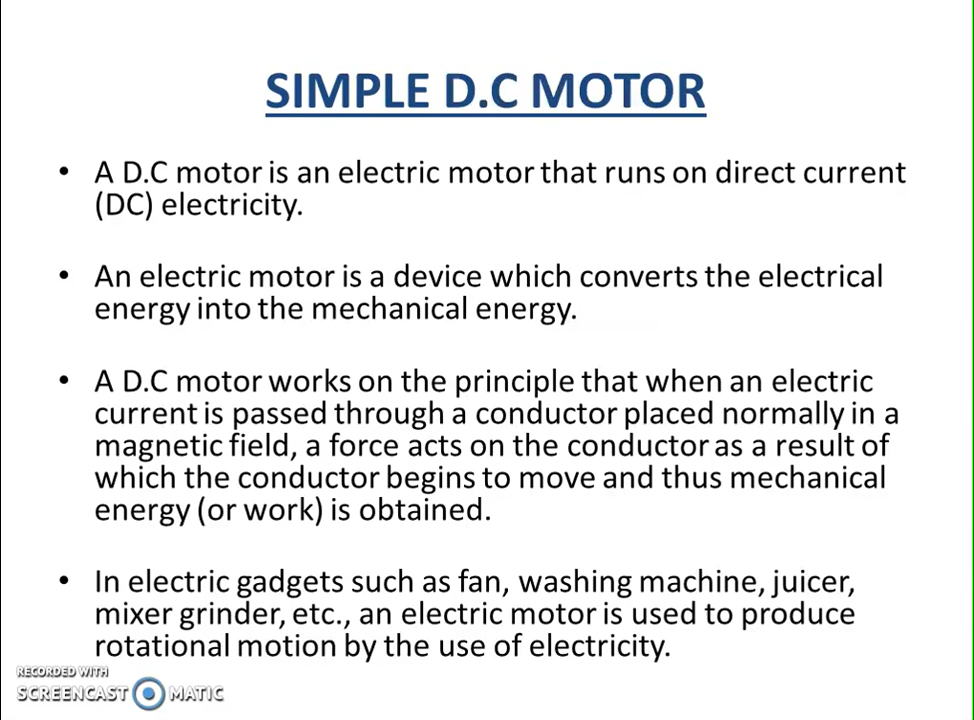 SIMPLE D.C MOTOR
• A D.C motor is an electric motor that runs on direct current
(DC) electricity.
• An electric motor is a device which converts the electrical
energy into the mechanical energy.
• A D.C motor works on the principle that when an electric
current is passed through a conductor placed normally in a
magnetic field, a force acts on the conductor as a result of
which the conductor begins to move and thus mechanical
energy (or work) is obtained.
• In electric gadgets such as fan, washing machine, juicer,
mixer grinder, etc., an electric motor is used to produce
rotational motion by the use of electricity.
RECORDED WITH
SCREENCAST MATIC